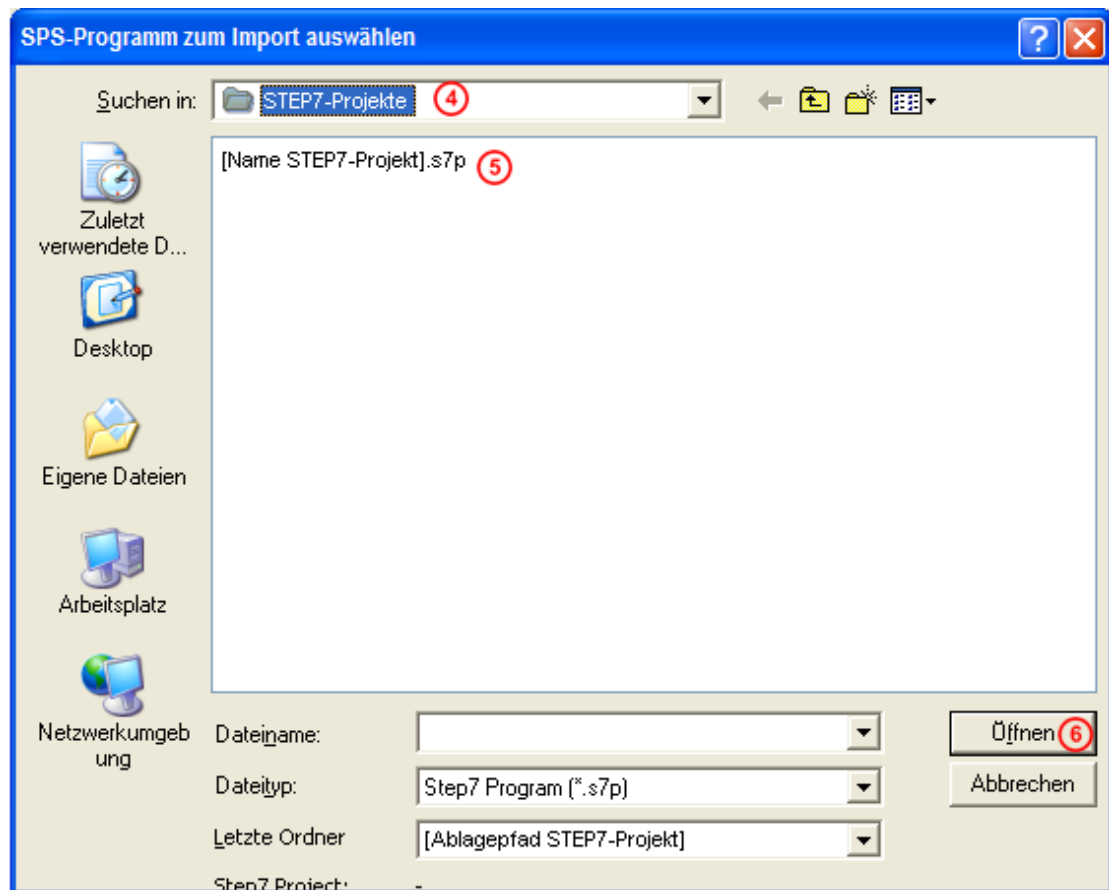 SPS-Programm zum Import auswählen
Suchen in:
STEP7-Projekte
4
[Name STEP7-Projekt].s7p
5
Zuletzt
verwendete D...
Desktop
Eigene Dateien
Arbeitsplatz
Netzwerkumgeb
ung
Dateiname:
Öffnen
6
Dateityp:
Step7 Program (*.s7p)
Abbrechen
Letzte Ordner
[Ablagepfad STEP7-Projekt]
Step7 Project:
-